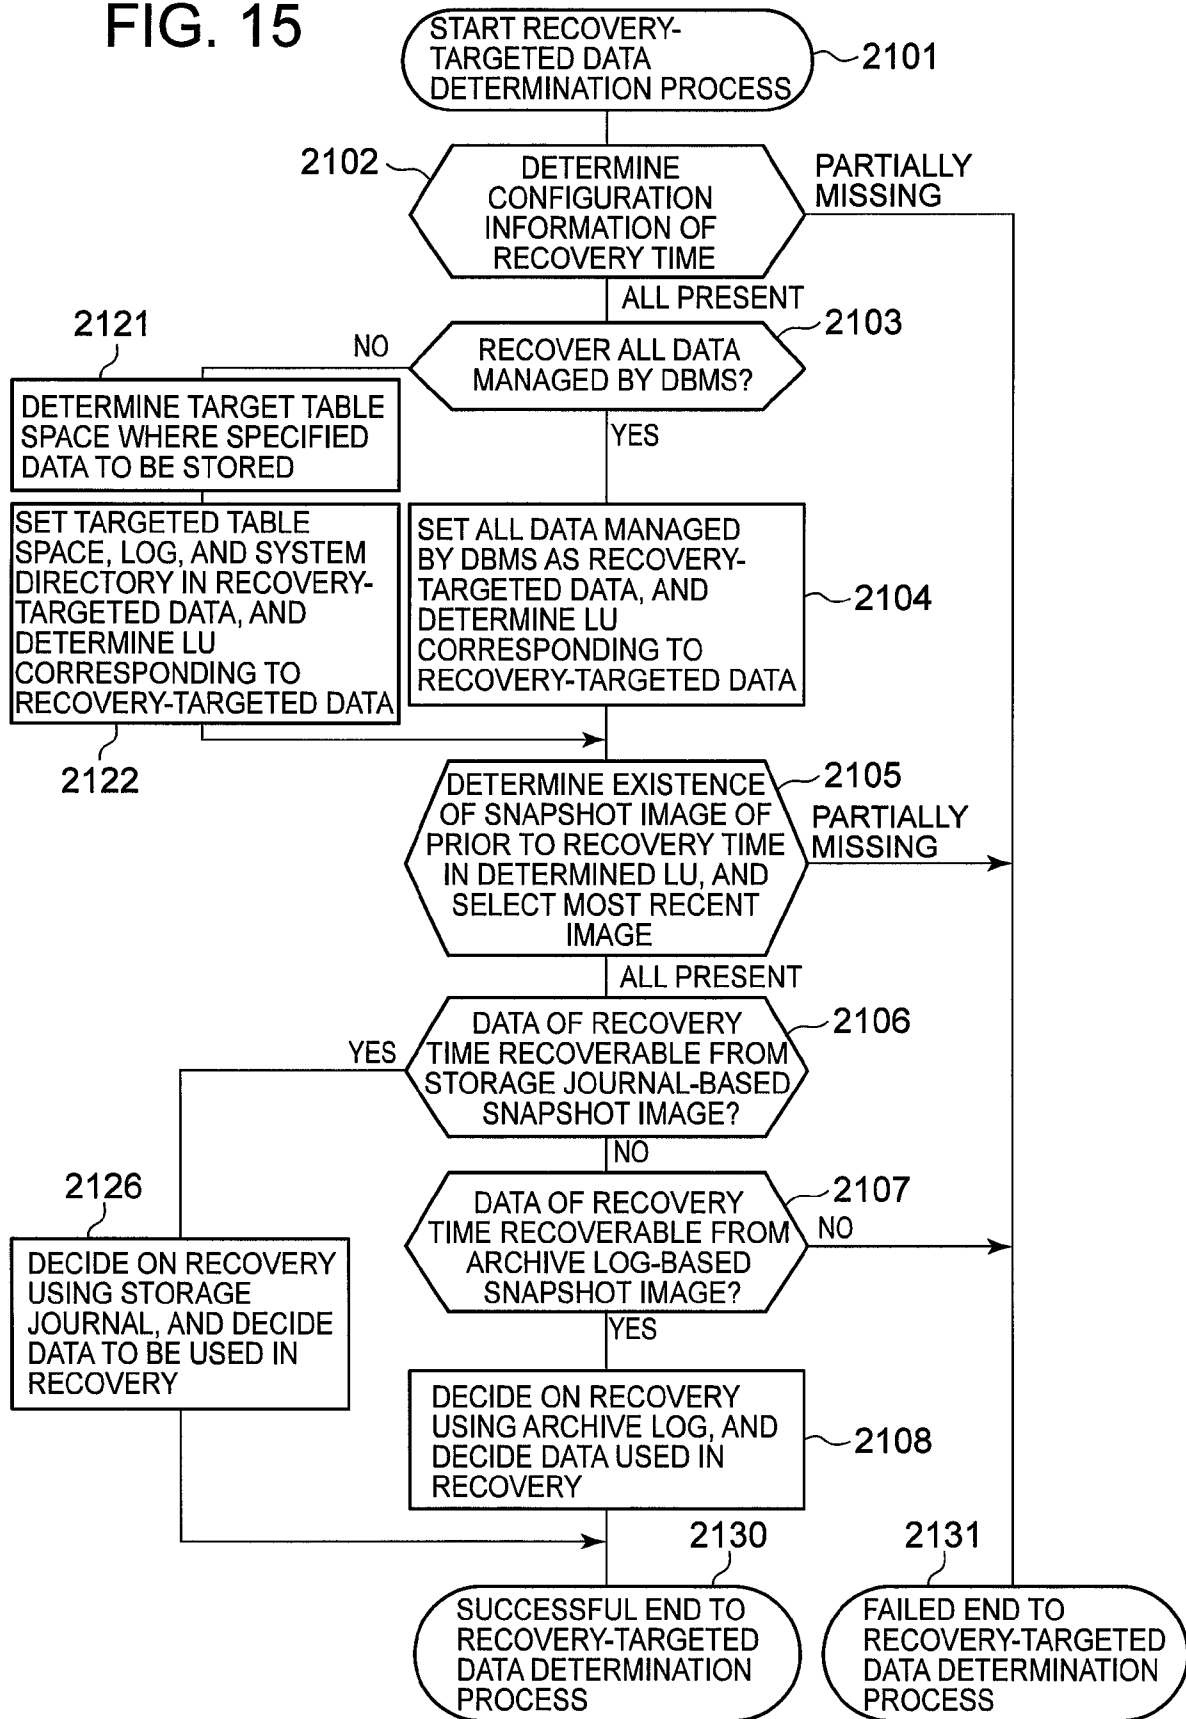 FIG. 15
START RECOVERY-
TARGETED DATA
DETERMINATION PROCESS
2101
2102
DETERMINE
CONFIGURATION
INFORMATION OF
RECOVERY TIME
PARTIALLY
MISSING
ALL PRESENT
2103
RECOVER ALL DATA
MANAGED BY DBMS?
NO
YES
2121
DETERMINE TARGET TABLE
SPACE WHERE SPECIFIED
DATA TO BE STORED
SET TARGETED TABLE
SPACE, LOG, AND SYSTEM
DIRECTORY IN RECOVERY-
TARGETED DATA, AND
DETERMINE LU
CORRESPONDING TO
RECOVERY-TARGETED DATA
2122
SET ALL DATA MANAGED
BY DBMS AS RECOVERY-
TARGETED DATA, AND
DETERMINE LU
CORRESPONDING TO
RECOVERY-TARGETED DATA
2104
DETERMINE EXISTENCE
OF SNAPSHOT IMAGE OF
PRIOR TO RECOVERY TIME
IN DETERMINED LU, AND
SELECT MOST RECENT
IMAGE
2105
PARTIALLY
MISSING
ALL PRESENT
DATA OF RECOVERY
TIME RECOVERABLE FROM
STORAGE JOURNAL-BASED
SNAPSHOT IMAGE?
2106
YES
NO
2126
DECIDE ON RECOVERY
USING STORAGE
JOURNAL, AND DECIDE
DATA TO BE USED IN
RECOVERY
DATA OF RECOVERY
TIME RECOVERABLE FROM
ARCHIVE LOG-BASED
SNAPSHOT IMAGE?
2107
NO
YES
DECIDE ON RECOVERY
USING ARCHIVE LOG, AND
DECIDE DATA USED IN
RECOVERY
2108
2130
SUCCESSFUL END TO
RECOVERY-TARGETED
DATA DETERMINATION
PROCESS
2131
FAILED END TO
RECOVERY-TARGETED
DATA DETERMINATION
PROCESS